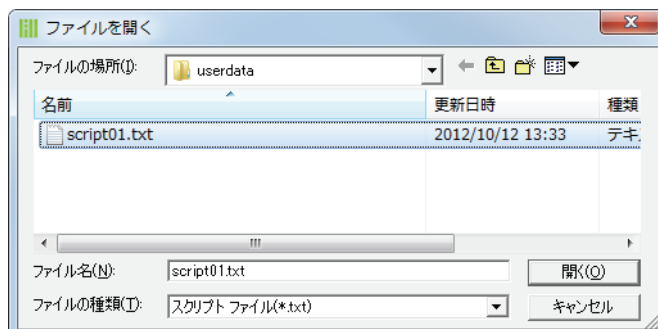 ファイルを開く
ファイルの場所(I): userdata
名前 更新日時 種類
script01.txt 2012/10/12 13:33 テキ
ファイル名(N): script01.txt 開く(O)
ファイルの種類(T): スクリプト ファイル(*.txt) キャンセル